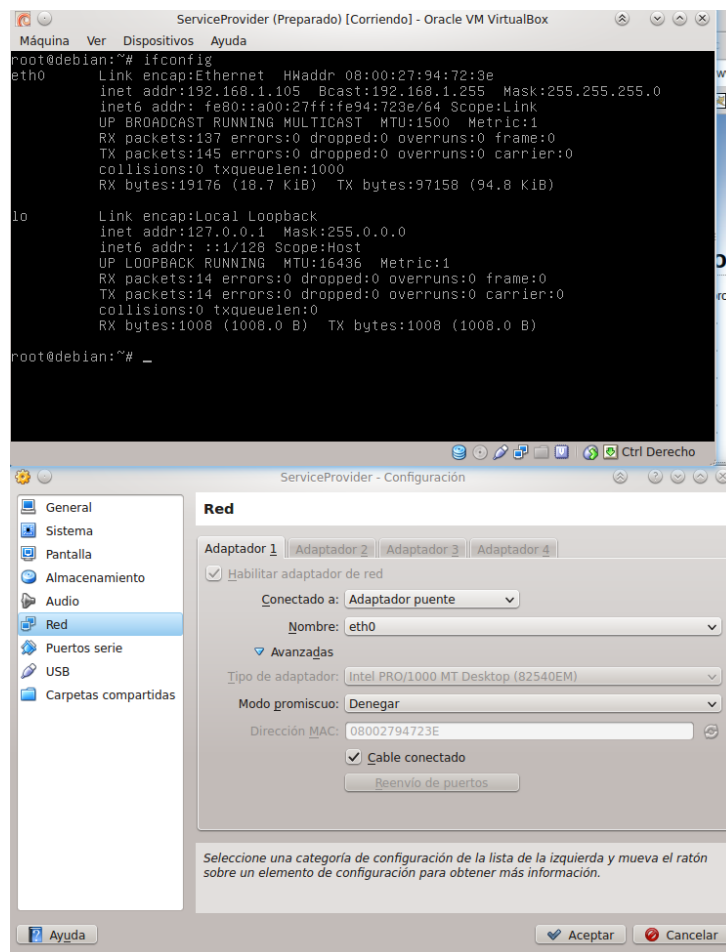 ServiceProvider (Preparado) [Corriendo] - Oracle VM VirtualBox
Máquina Ver Dispositivos Ayuda
root@debian:~# ifconfig
eth0 Link encap:Ethernet HWaddr 08:00:27:94:72:3e
inet addr:192.168.1.105 Bcast:192.168.1.255 Mask:255.255.255.0
inet6 addr: fe80::a00:27ff:fe94:723e/64 Scope:Link
UP BROADCAST RUNNING MULTICAST MTU:1500 Metric:1
RX packets:137 errors:0 dropped:0 overruns:0 frame:0
TX packets:145 errors:0 dropped:0 overruns:0 carrier:0
collisions:0 txqueuelen:1000
RX bytes:19176 (18.7 KiB) TX bytes:97158 (94.8 KiB)
lo Link encap:Local Loopback
inet addr:127.0.0.1 Mask:255.0.0.0
inet6 addr: ::1/128 Scope:Host
UP LOOPBACK RUNNING MTU:16436 Metric:1
RX packets:14 errors:0 dropped:0 overruns:0 frame:0
TX packets:14 errors:0 dropped:0 overruns:0 carrier:0
collisions:0 txqueuelen:0
RX bytes:1008 (1008.0 B) TX bytes:1008 (1008.0 B)
root@debian:~# _
Ctrl Derecho
ServiceProvider - Configuración
General
Sistema
Pantalla
Almacenamiento
Audio
Red
Puertos serie
USB
Carpetas compartidas
Red
Adaptador 1 Adaptador 2 Adaptador 3 Adaptador 4
Habilitar adaptador de red
Conectado a: Adaptador puente
Nombre: eth0
Avanzadas
Tipo de adaptador: Intel PRO/1000 MT Desktop (82540EM)
Modo promiscuo: Denegar
Dirección MAC: 08002794723E
Cable conectado
Reenvío de puertos
Seleccione una categoría de configuración de la lista de la izquierda y mueva el ratón
sobre un elemento de configuración para obtener más información.
Ayuda Aceptar Cancelar